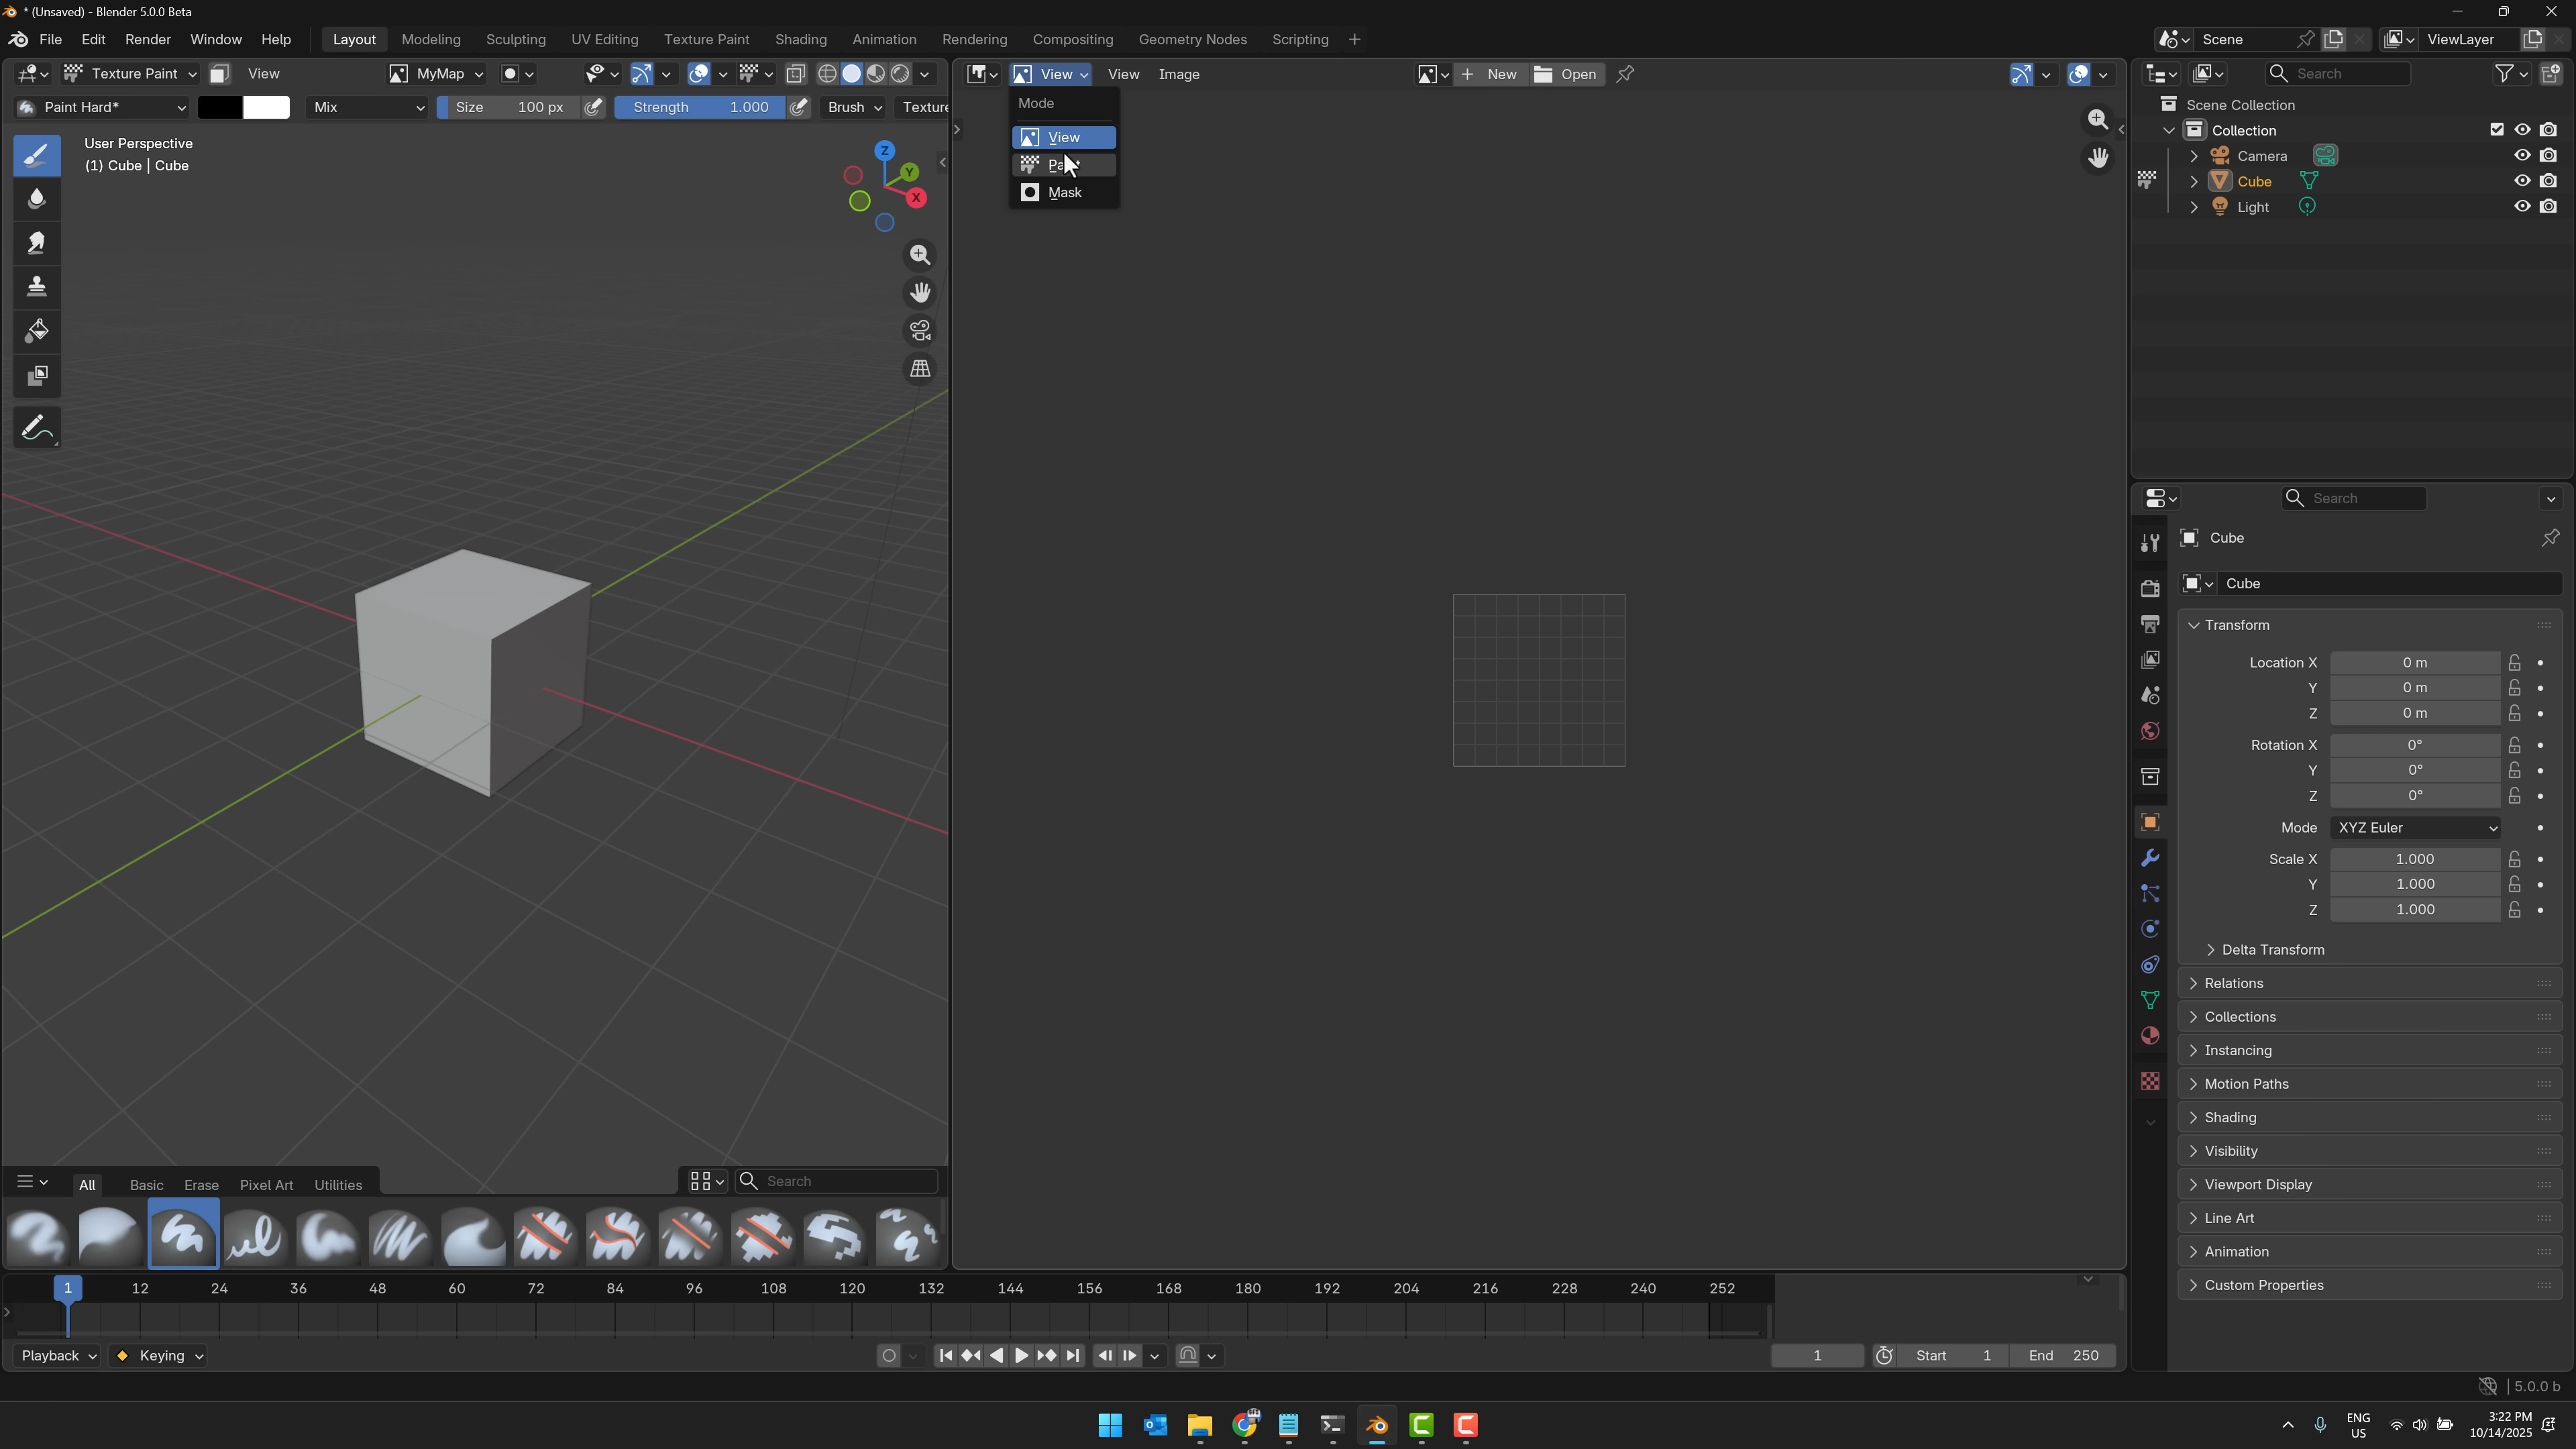 * (Unsaved) - Blender 5.0.0 Beta
File Edit Render Window Help Layout Modeling Sculpting UV Editing Texture Paint Shading Animation Rendering Compositing Geometry Nodes Scripting Scene ViewLayer
Texture Paint View MyMap
Paint Hard* Mix Size 100 px Strength 1.000 Brush Texture
User Perspective
(1) Cube | Cube
Z
Y
X
View View Image New Open
Mode
View
Mask
Search
Scene Collection
Collection
Camera
Cube
Light
Search
Cube
Cube
Transform
Location X 0 m
Y 0 m
Z 0 m
Rotation X 0°
Y 0°
Z 0°
Mode XYZ Euler
Scale X 1.000
Y 1.000
Z 1.000
Delta Transform
Relations
Collections
Instancing
Motion Paths
Shading
Visibility
Viewport Display
Line Art
Animation
Custom Properties
All Basic Erase Pixel Art Utilities Search
1 12 24 36 48 60 72 84 96 108 120 132 144 156 168 180 192 204 216 228 240 252
Playback Keying 1 Start 1 End 250
5.0.0 b
ENG
US
3:22 PM
10/14/2025